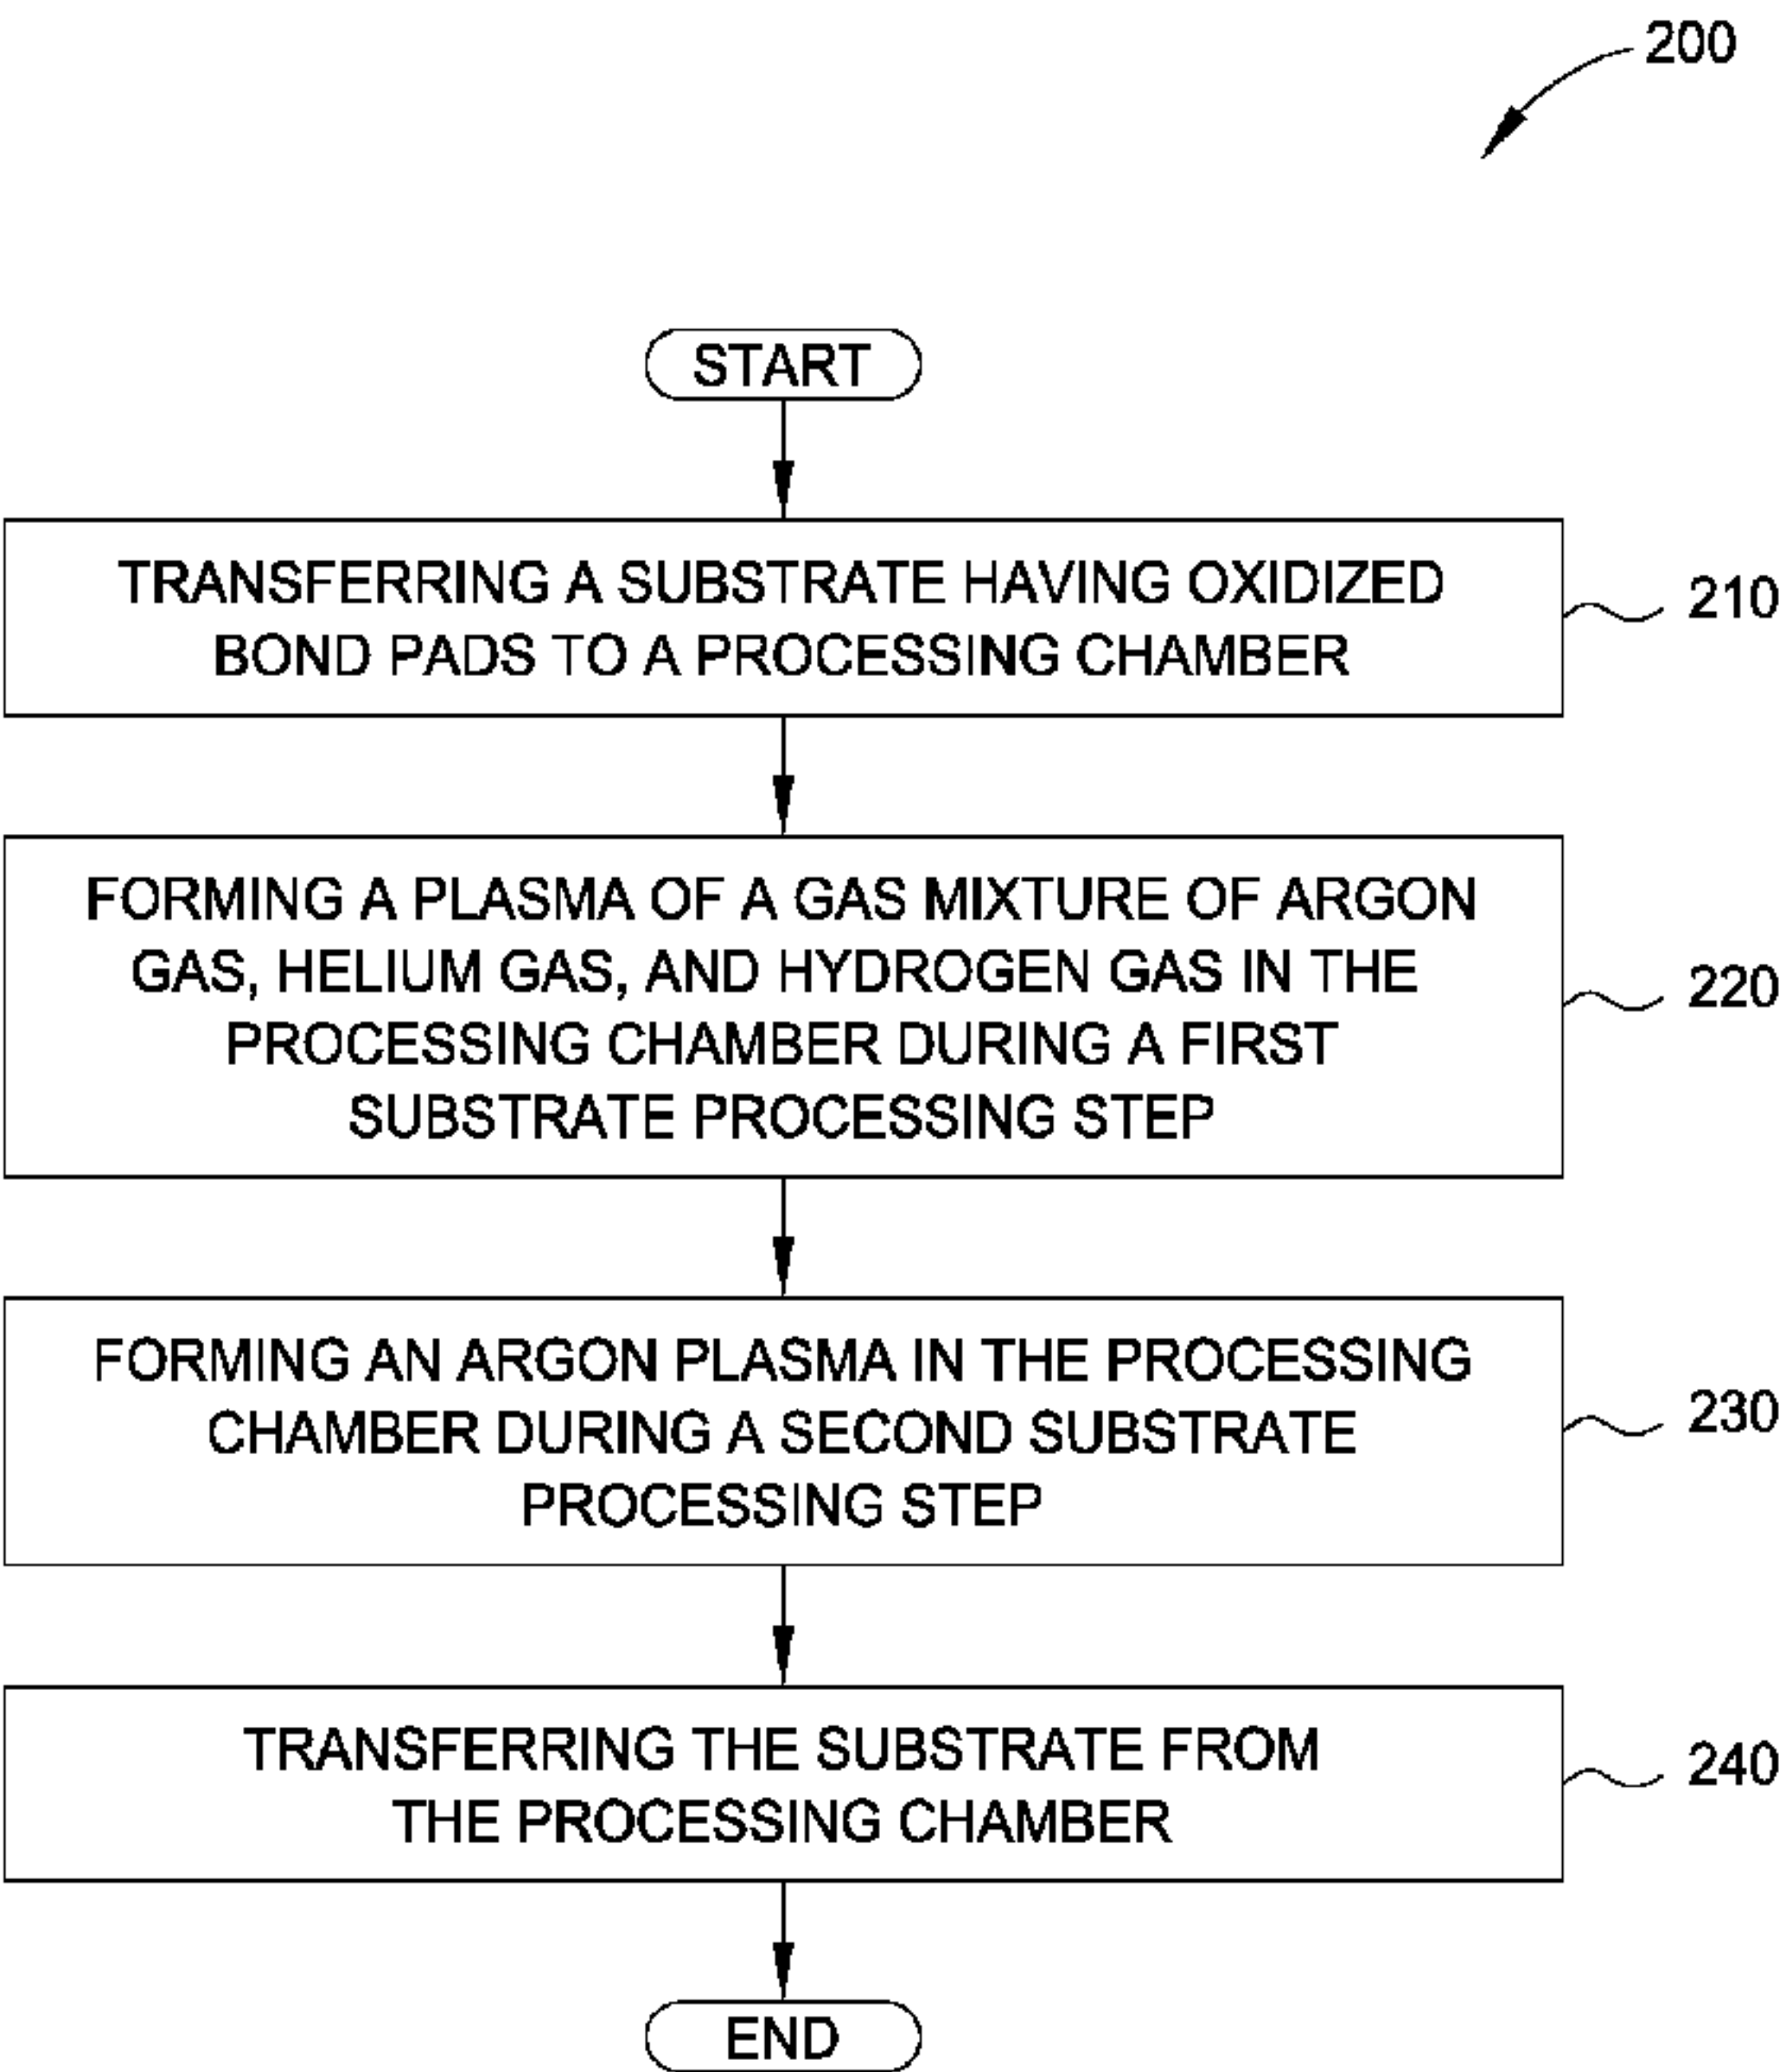 200
START
TRANSFERRING A SUBSTRATE HAVING OXIDIZED
BOND PADS TO A PROCESSING CHAMBER
210
FORMING A PLASMA OF A GAS MIXTURE OF ARGON
GAS, HELIUM GAS, AND HYDROGEN GAS IN THE
PROCESSING CHAMBER DURING A FIRST
SUBSTRATE PROCESSING STEP
220
FORMING AN ARGON PLASMA IN THE PROCESSING
CHAMBER DURING A SECOND SUBSTRATE
PROCESSING STEP
230
TRANSFERRING THE SUBSTRATE FROM
THE PROCESSING CHAMBER
240
END